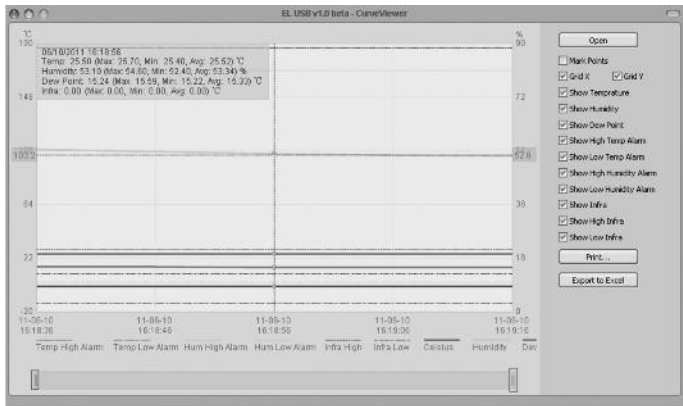 EL USB v1.0 beta - CurveViewer
℃
%
190
90
06/10/2011 16:18:56
Temp: 25.50 (Max: 25.70, Min: 25.40, Avg: 25.52) ℃
Humidity: 53.10 (Max: 54.60, Min: 52.40, Avg: 53.34) %
Dew Point: 15.24 (Max: 15.59, Min: 15.22, Avg: 15.33) ℃
Infra: 0.00 (Max: 0.00, Min: 0.00, Avg: 0.00) ℃
148
72
103.2
52.8
64
36
22
18
-20
0
11-06-10
11-06-10
11-06-10
11-06-10
11-06-10
16:18:36
16:18:46
16:18:56
16:19:06
16:19:16
Temp High Alarm
Temp Low Alarm
Hum High Alarm
Hum Low Alarm
Infra High
Infra Low
Celsius
Humidity
Dew
Open
Mark Points
Grid X
Grid Y
Show Temprature
Show Humidity
Show Dew Point
Show High Temp Alarm
Show Low Temp Alarm
Show High Humidity Alarm
Show Low Humidity Alarm
Show Infra
Show High Infra
Show Low Infra
Print...
Export to Excel